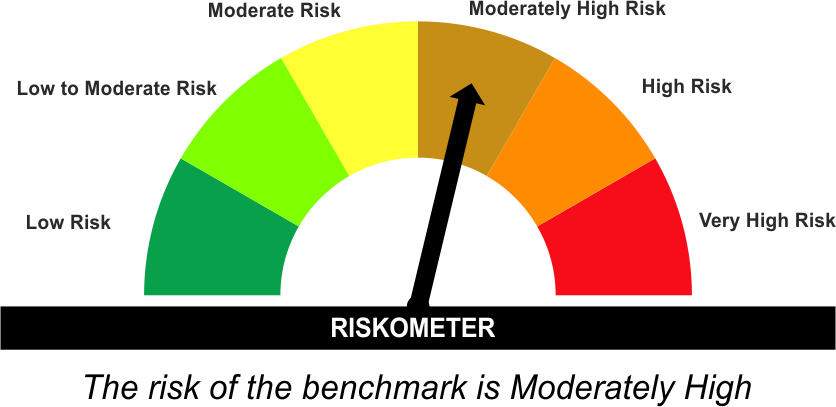 Moderate Risk
Moderately High Risk
Low to Moderate Risk
High Risk
Low Risk
Very High Risk
RISKOMETER
The risk of the benchmark is Moderately High